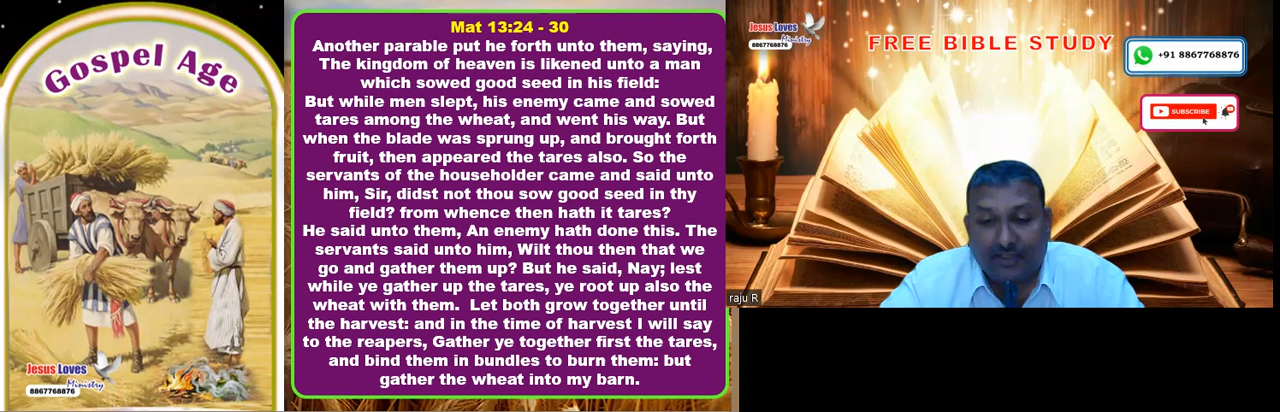 Gospel Age
Jesus Loves
Ministry
8867768876
Mat 13:24 - 30
Another parable put he forth unto them, saying,
The kingdom of heaven is likened unto a man
which sowed good seed in his field:
But while men slept, his enemy came and sowed
tares among the wheat, and went his way. But
when the blade was sprung up, and brought forth
fruit, then appeared the tares also. So the
servants of the householder came and said unto
him, Sir, didst not thou sow good seed in thy
field? from whence then hath it tares?
He said unto them, An enemy hath done this. The
servants said unto him, Wilt thou then that we
go and gather them up? But he said, Nay; lest
while ye gather up the tares, ye root up also the
wheat with them. Let both grow together until
the harvest: and in the time of harvest I will say
to the reapers, Gather ye together first the tares,
and bind them in bundles to burn them: but
gather the wheat into my barn.
Jesus Loves
Ministry
8867768876
FREE BIBLE STUDY
+91 8867768876
SUBSCRIBE
raju R